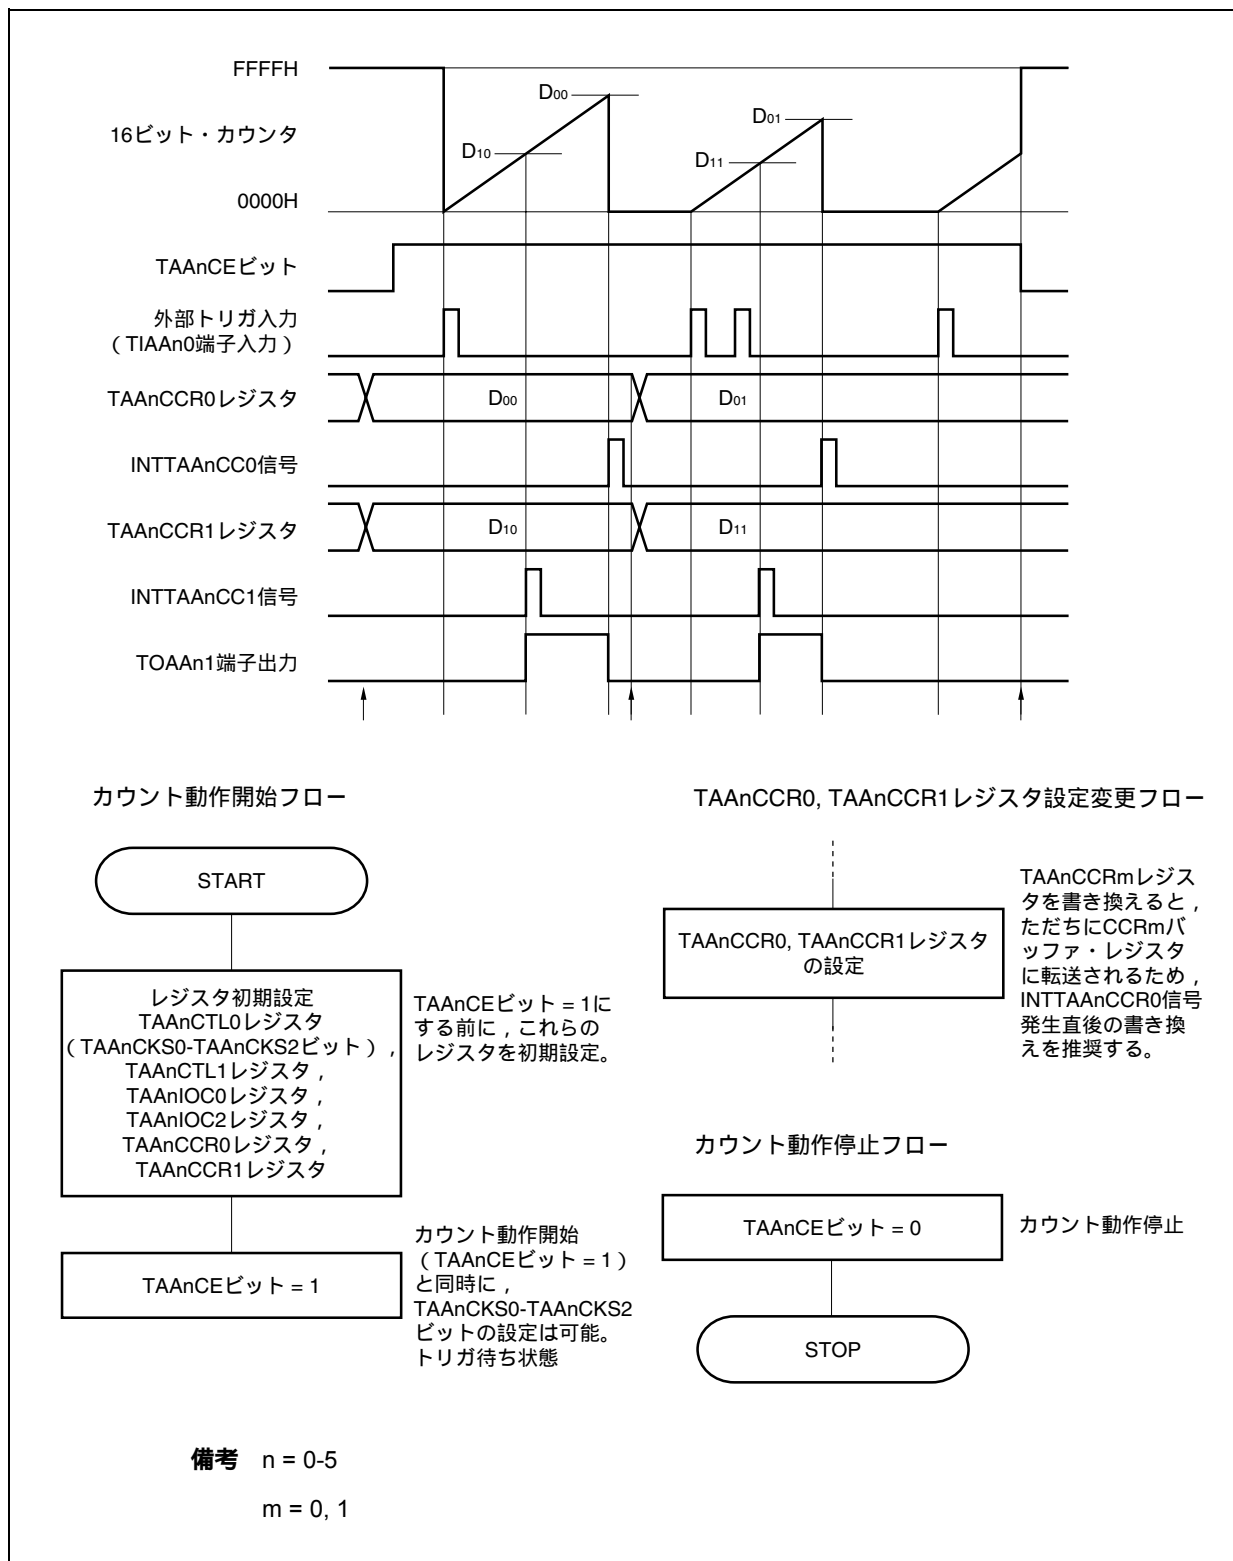 FFFFH
D00
D01
16ビット・カウンタ
D10
D11
0000H
TAAnCEビット
外部トリガ入力
（TIAAn0端子入力）
TAAnCCR0レジスタ
D00
D01
INTTAAnCC0信号
TAAnCCR1レジスタ
D10
D11
INTTAAnCC1信号
TOAAn1端子出力
カウント動作開始フロー
START
レジスタ初期設定
TAAnCTL0レジスタ
（TAAnCKS0-TAAnCKS2ビット），
TAAnCTL1レジスタ，
TAAnIOC0レジスタ，
TAAnIOC2レジスタ，
TAAnCCR0レジスタ，
TAAnCCR1レジスタ
TAAnCEビット = 1に
する前に，これらの
レジスタを初期設定。
TAAnCEビット = 1
カウント動作開始
（TAAnCEビット = 1）
と同時に，
TAAnCKS0-TAAnCKS2
ビットの設定は可能。
トリガ待ち状態
TAAnCCR0, TAAnCCR1レジスタ設定変更フロー
TAAnCCR0, TAAnCCR1レジスタ
の設定
TAAnCCRmレジス
タを書き換えると，
ただちにCCRmバ
ッファ・レジスタ
に転送されるため，
INTTAAnCCR0信号
発生直後の書き換
えを推奨する。
カウント動作停止フロー
TAAnCEビット = 0
カウント動作停止
STOP
備考 n = 0-5
m = 0, 1